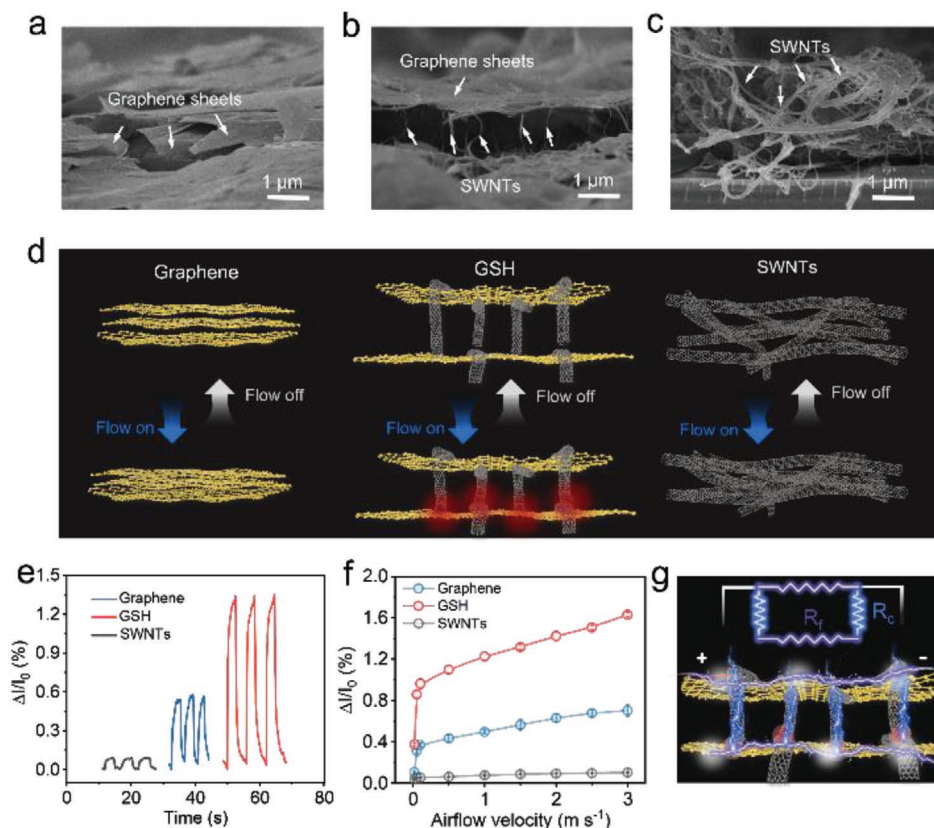 a
Graphene sheets
1 μm
b
Graphene sheets
SWNTs
1 μm
c
SWNTs
1 μm
d
Graphene
GSH
SWNTs
Flow on
Flow off
Flow on
Flow off
Flow on
Flow off
e
ΔI/I0 (%)
1.5
1.2
0.9
0.6
0.3
0.0
Graphene
GSH
SWNTs
0 20 40 60 80
Time (s)
f
ΔI/I0 (%)
2.0
1.6
1.2
0.8
0.4
0.0
Graphene
GSH
SWNTs
0 1 2 3
Airflow velocity (m s⁻¹)
g
Rf
Rc
+
−